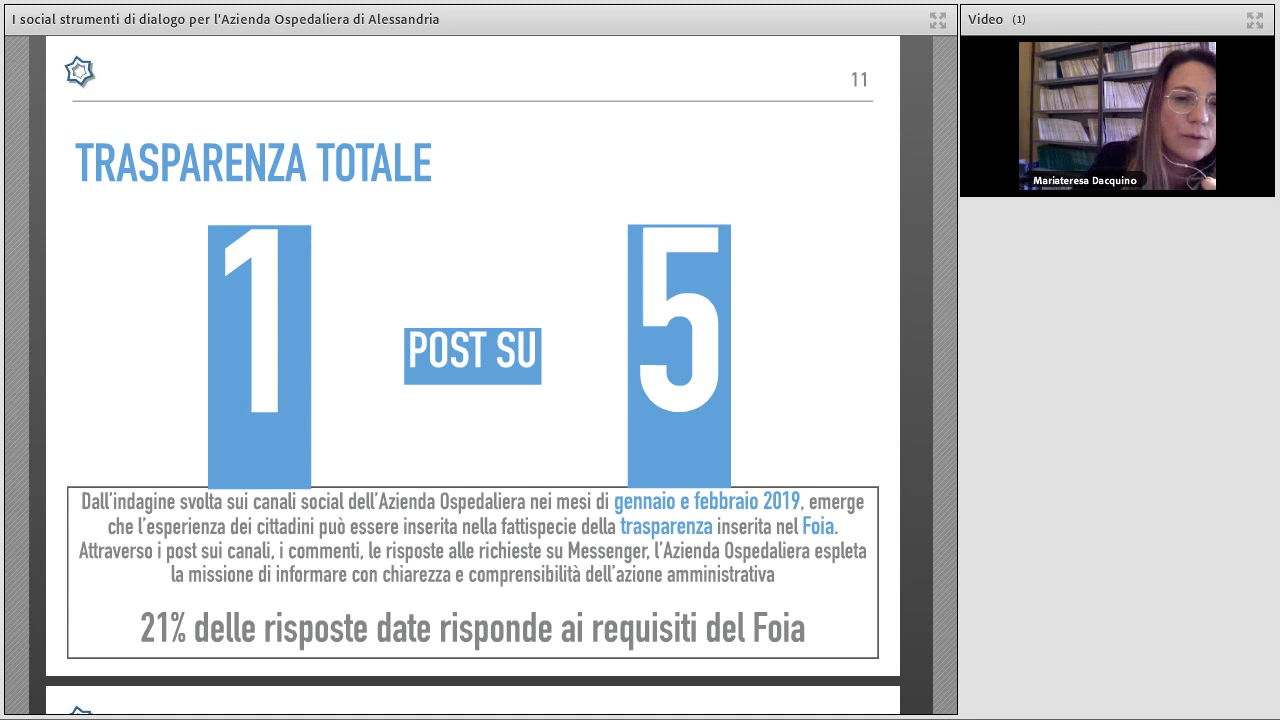 I social strumenti di dialogo per l'Azienda Ospedaliera di Alessandria
Video (1)
Mariateresa Dacquino
11
TRASPARENZA TOTALE
1 POST SU 5
Dall'indagine svolta sui canali social dell'Azienda Ospedaliera nei mesi di gennaio e febbraio 2019, emerge
che l'esperienza dei cittadini può essere inserita nella fattispecie della trasparenza inserita nel Foia.
Attraverso i post sui canali, i commenti, le risposte alle richieste su Messenger, l'Azienda Ospedaliera espleta
la missione di informare con chiarezza e comprensibilità dell'azione amministrativa
21% delle risposte date risponde ai requisiti del Foia